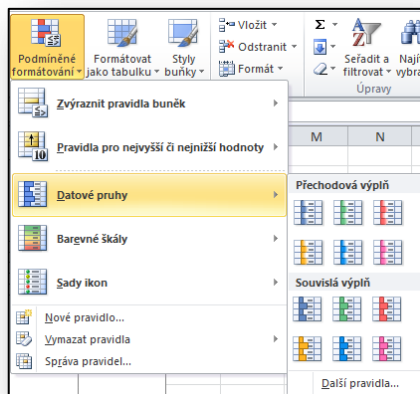 Podmíněné formátování
Formátovat jako tabulku
Styly buňky
Vložit
Odstranit
Formát
Σ
Seřadit a filtrovat
Najít
vybra
Úpravy
M N
Zvýraznit pravidla buněk
Pravidla pro nejvyšší či nejnižší hodnoty
Datové pruhy
Barevné škály
Sady ikon
Nové pravidlo...
Vymazat pravidla
Správa pravidel...
Přechodová výplň
Souvislá výplň
Další pravidla...